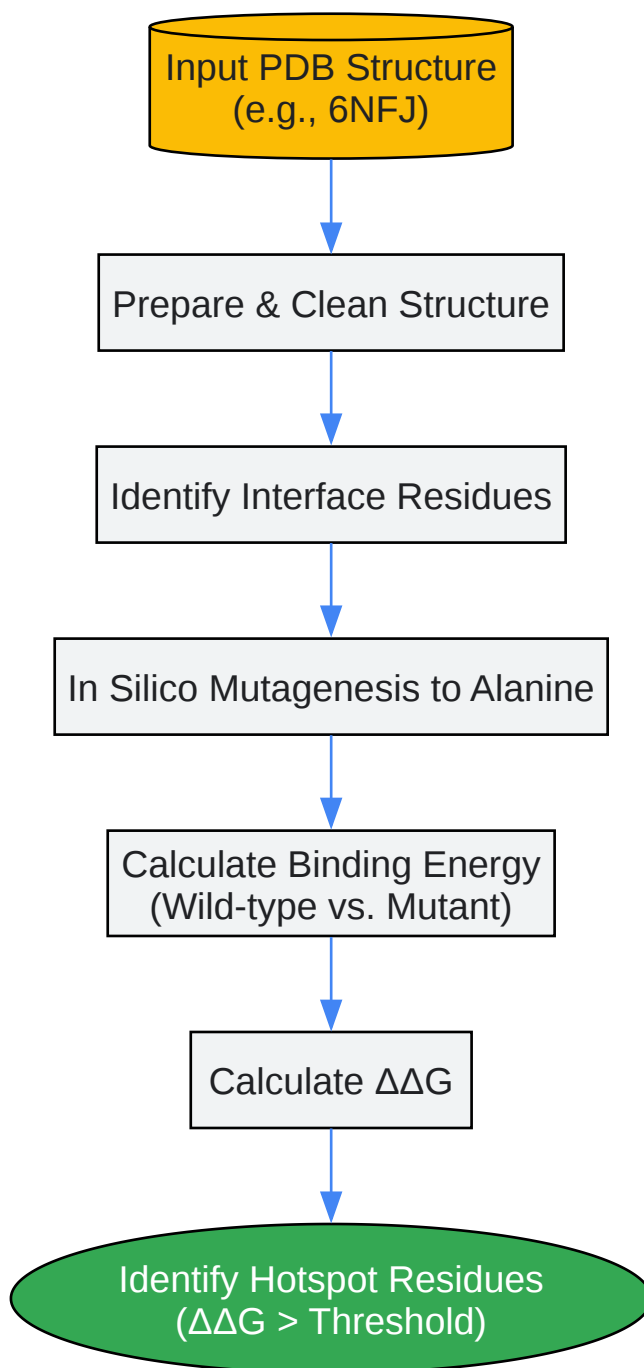 Input PDB Structure
(e.g., 6NFJ)
Prepare & Clean Structure
Identify Interface Residues
In Silico Mutagenesis to Alanine
Calculate Binding Energy
(Wild-type vs. Mutant)
Calculate ΔΔG
Identify Hotspot Residues
(ΔΔG > Threshold)